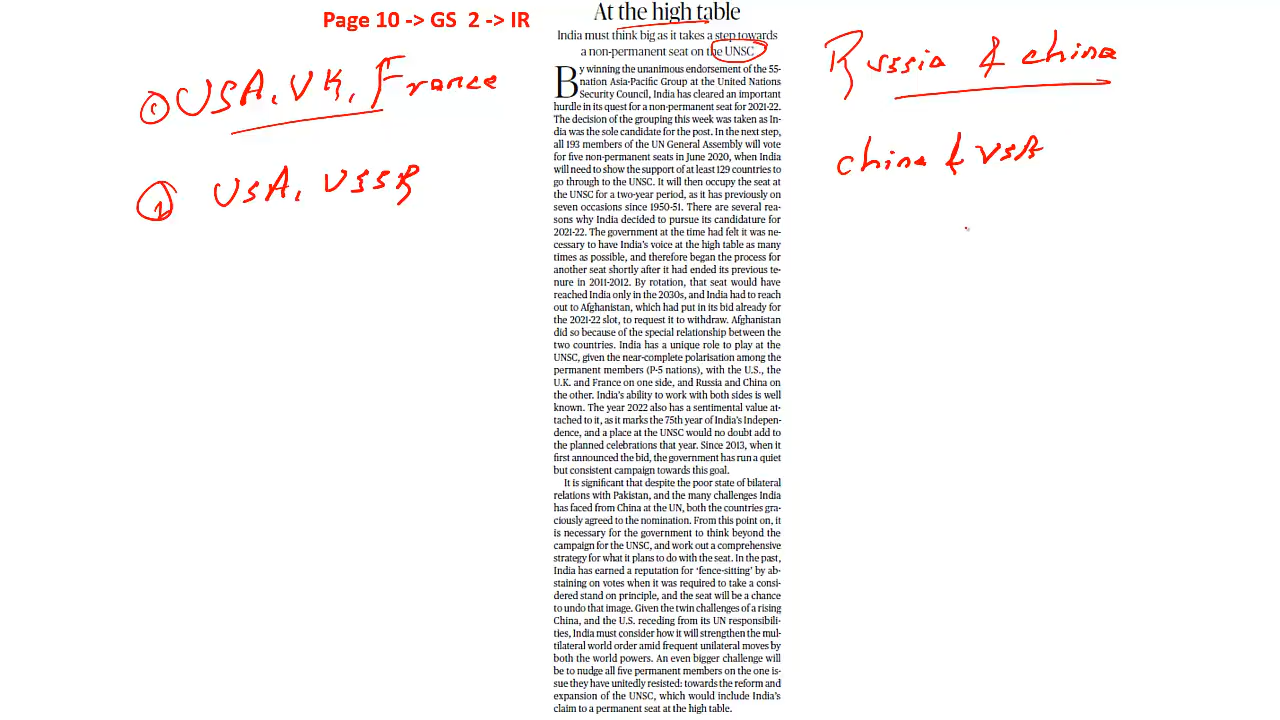 Page 10 -> GS 2 -> IR
① USA, UK, France
② USA, USSR
At the high table
India must think big as it takes a step towards
a non-permanent seat on the UNSC
By winning the unanimous endorsement of the 55-
nation Asia-Pacific Group at the United Nations
Security Council, India has cleared an important
hurdle in its quest for a non-permanent seat for 2021-22.
The decision of the grouping this week was taken as In-
dia was the sole candidate for the post. In the next step,
all 193 members of the UN General Assembly will vote
for five non-permanent seats in June 2020, when India
will need to show the support of at least 129 countries to
go through to the UNSC. It will then occupy the seat at
the UNSC for a two-year period, as it has previously on
seven occasions since 1950-51. There are several rea-
sons why India decided to pursue its candidature for
2021-22. The government at the time had felt it was ne-
cessary to have India's voice at the high table as many
times as possible, and therefore began the process for
another seat shortly after it had ended its previous te-
nure in 2011-2012. By rotation, that seat would have
reached India only in the 2030s, and India had to reach
out to Afghanistan, which had put in its bid already for
the 2021-22 slot, to request it to withdraw. Afghanistan
did so because of the special relationship between the
two countries. India has a unique role to play at the
UNSC, given the near-complete polarisation among the
permanent members (P-5 nations), with the U.S., the
U.K. and France on one side, and Russia and China on
the other. India's ability to work with both sides is well
known. The year 2022 also has a sentimental value at-
tached to it, as it marks the 75th year of India's Indepen-
dence, and a place at the UNSC would no doubt add to
the planned celebrations that year. Since 2013, when it
first announced the bid, the government has run a quiet
but consistent campaign towards this goal.
It is significant that despite the poor state of bilateral
relations with Pakistan, and the many challenges India
has faced from China at the UN, both the countries gra-
ciously agreed to the nomination. From this point on, it
is necessary for the government to think beyond the
campaign for the UNSC, and work out a comprehensive
strategy for what it plans to do with the seat. In the past,
India has earned a reputation for 'fence-sitting' by ab-
staining on votes when it was required to take a consi-
dered stand on principle, and the seat will be a chance
to undo that image. Given the twin challenges of a rising
China, and the U.S. receding from its UN responsibili-
ties, India must consider how it will strengthen the mul-
tilateral world order amid frequent unilateral moves by
both the world powers. An even bigger challenge will
be to nudge all five permanent members on the one is-
sue they have unitedly resisted: towards the reform and
expansion of the UNSC, which would include India's
claim to a permanent seat at the high table.
Russsia & china
china & USA